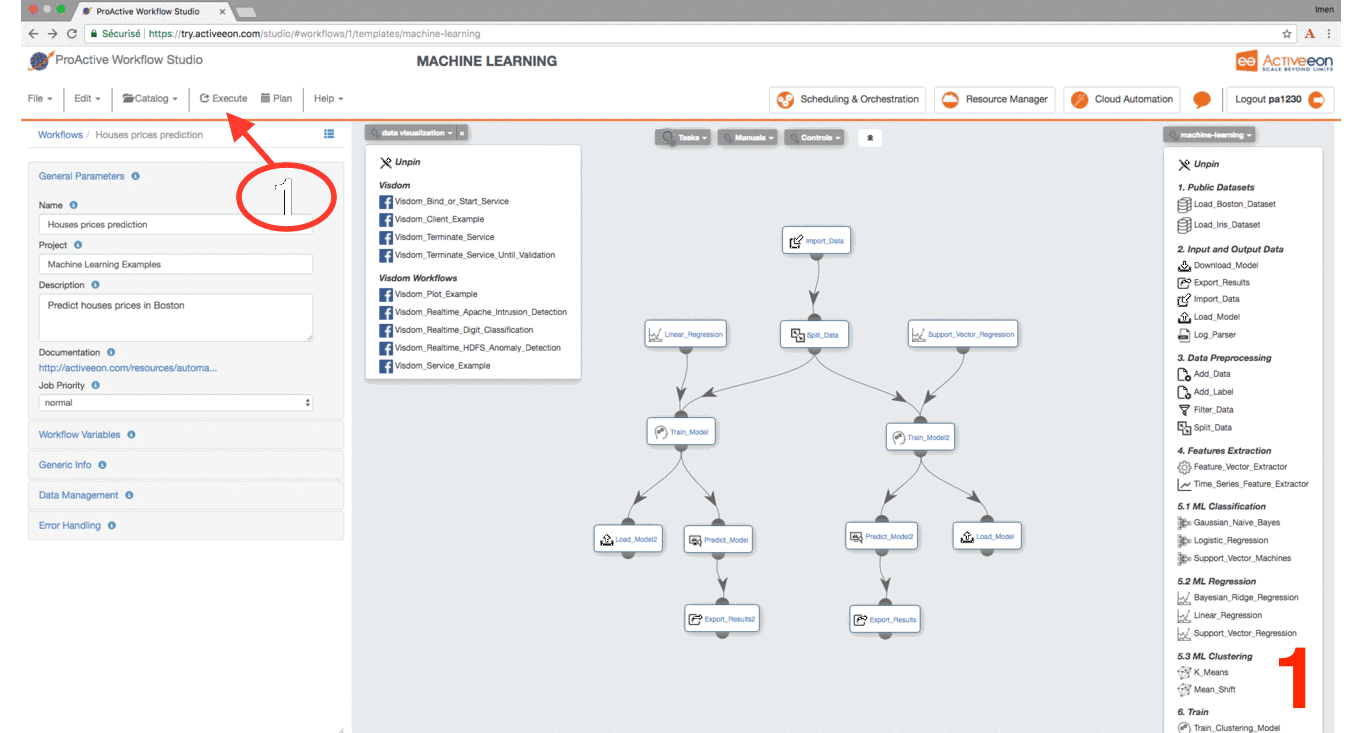 ProActive Workflow Studio
Imen
Sécurisé https://try.activeeon.com/studio/#workflows/1/templates/machine-learning
ProActive Workflow Studio
MACHINE LEARNING
Activeeon
SCALE BEYOND LIMITS
File Edit Catalog Execute Plan Help
Scheduling & Orchestration Resource Manager Cloud Automation Logout pa1230
Workflows / Houses prices prediction
General Parameters
Name
Houses prices prediction
Project
Machine Learning Examples
Description
Predict houses prices in Boston
Documentation
http://activeeon.com/resources/automa...
Job Priority
normal
Workflow Variables
Generic Info
Data Management
Error Handling
1
data visualization x
Unpin
Visdom
Visdom_Bind_or_Start_Service
Visdom_Client_Example
Visdom_Terminate_Service
Visdom_Terminate_Service_Until_Validation
Visdom Workflows
Visdom_Plot_Example
Visdom_Realtime_Apache_Intrusion_Detection
Visdom_Realtime_Digit_Classification
Visdom_Realtime_HDFS_Anomaly_Detection
Visdom_Service_Example
Tasks Manuals Controls
Import_Data
Linear_Regression Split_Data Support_Vector_Regression
Train_Model Train_Model2
Load_Model2 Predict_Model Predict_Model2 Load_Model
Export_Results2 Export_Results
machine-learning
Unpin
1. Public Datasets
Load_Boston_Dataset
Load_Iris_Dataset
2. Input and Output Data
Download_Model
Export_Results
Import_Data
Load_Model
Log_Parser
3. Data Preprocessing
Add_Data
Add_Label
Filter_Data
Split_Data
4. Features Extraction
Feature_Vector_Extractor
Time_Series_Feature_Extractor
5.1 ML Classification
Gaussian_Naive_Bayes
Logistic_Regression
Support_Vector_Machines
5.2 ML Regression
Bayesian_Ridge_Regression
Linear_Regression
Support_Vector_Regression
5.3 ML Clustering
K_Means
Mean_Shift
6. Train
Train_Clustering_Model
1